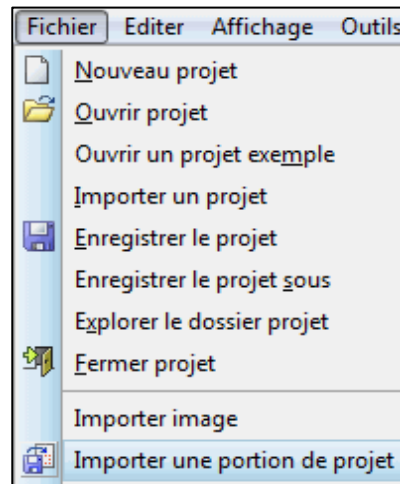 Fichier Editer Affichage Outils
Nouveau projet
Ouvrir projet
Ouvrir un projet exemple
Importer un projet
Enregistrer le projet
Enregistrer le projet sous
Explorer le dossier projet
Fermer projet
Importer image
Importer une portion de projet